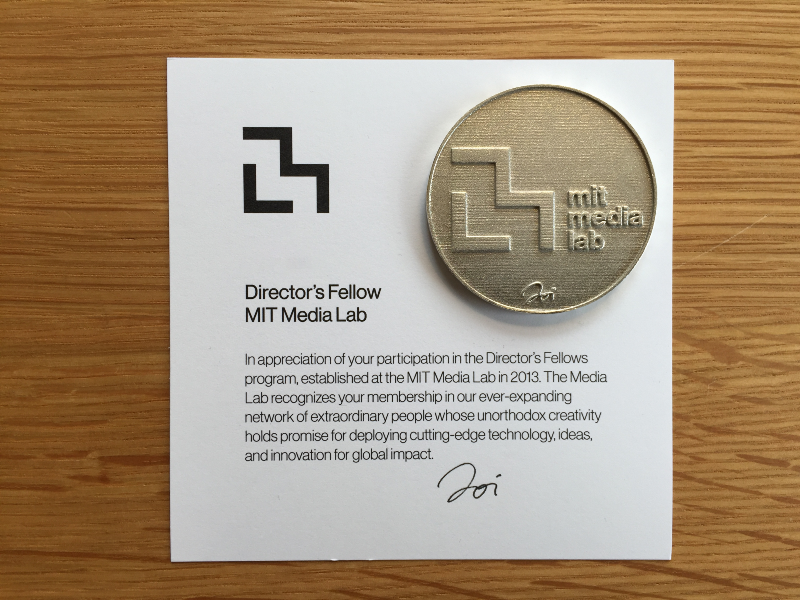 mit
media
lab
Joi
Director's Fellow
MIT Media Lab
In appreciation of your participation in the Director's Fellows
program, established at the MIT Media Lab in 2013. The Media
Lab recognizes your membership in our ever-expanding
network of extraordinary people whose unorthodox creativity
holds promise for deploying cutting-edge technology, ideas,
and innovation for global impact.
Joi